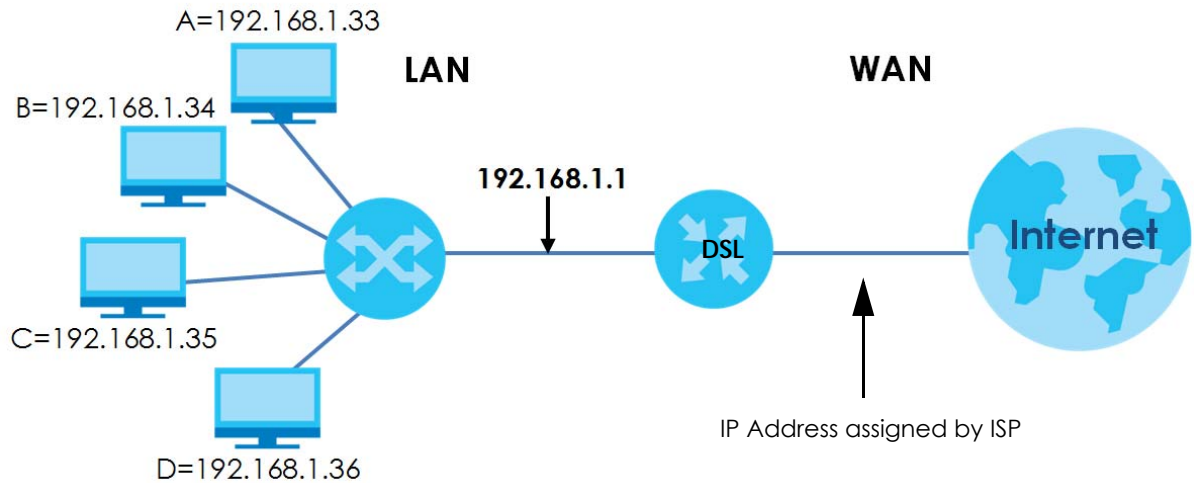 A=192.168.1.33
LAN
WAN
B=192.168.1.34
192.168.1.1
DSL
Internet
C=192.168.1.35
IP Address assigned by ISP
D=192.168.1.36